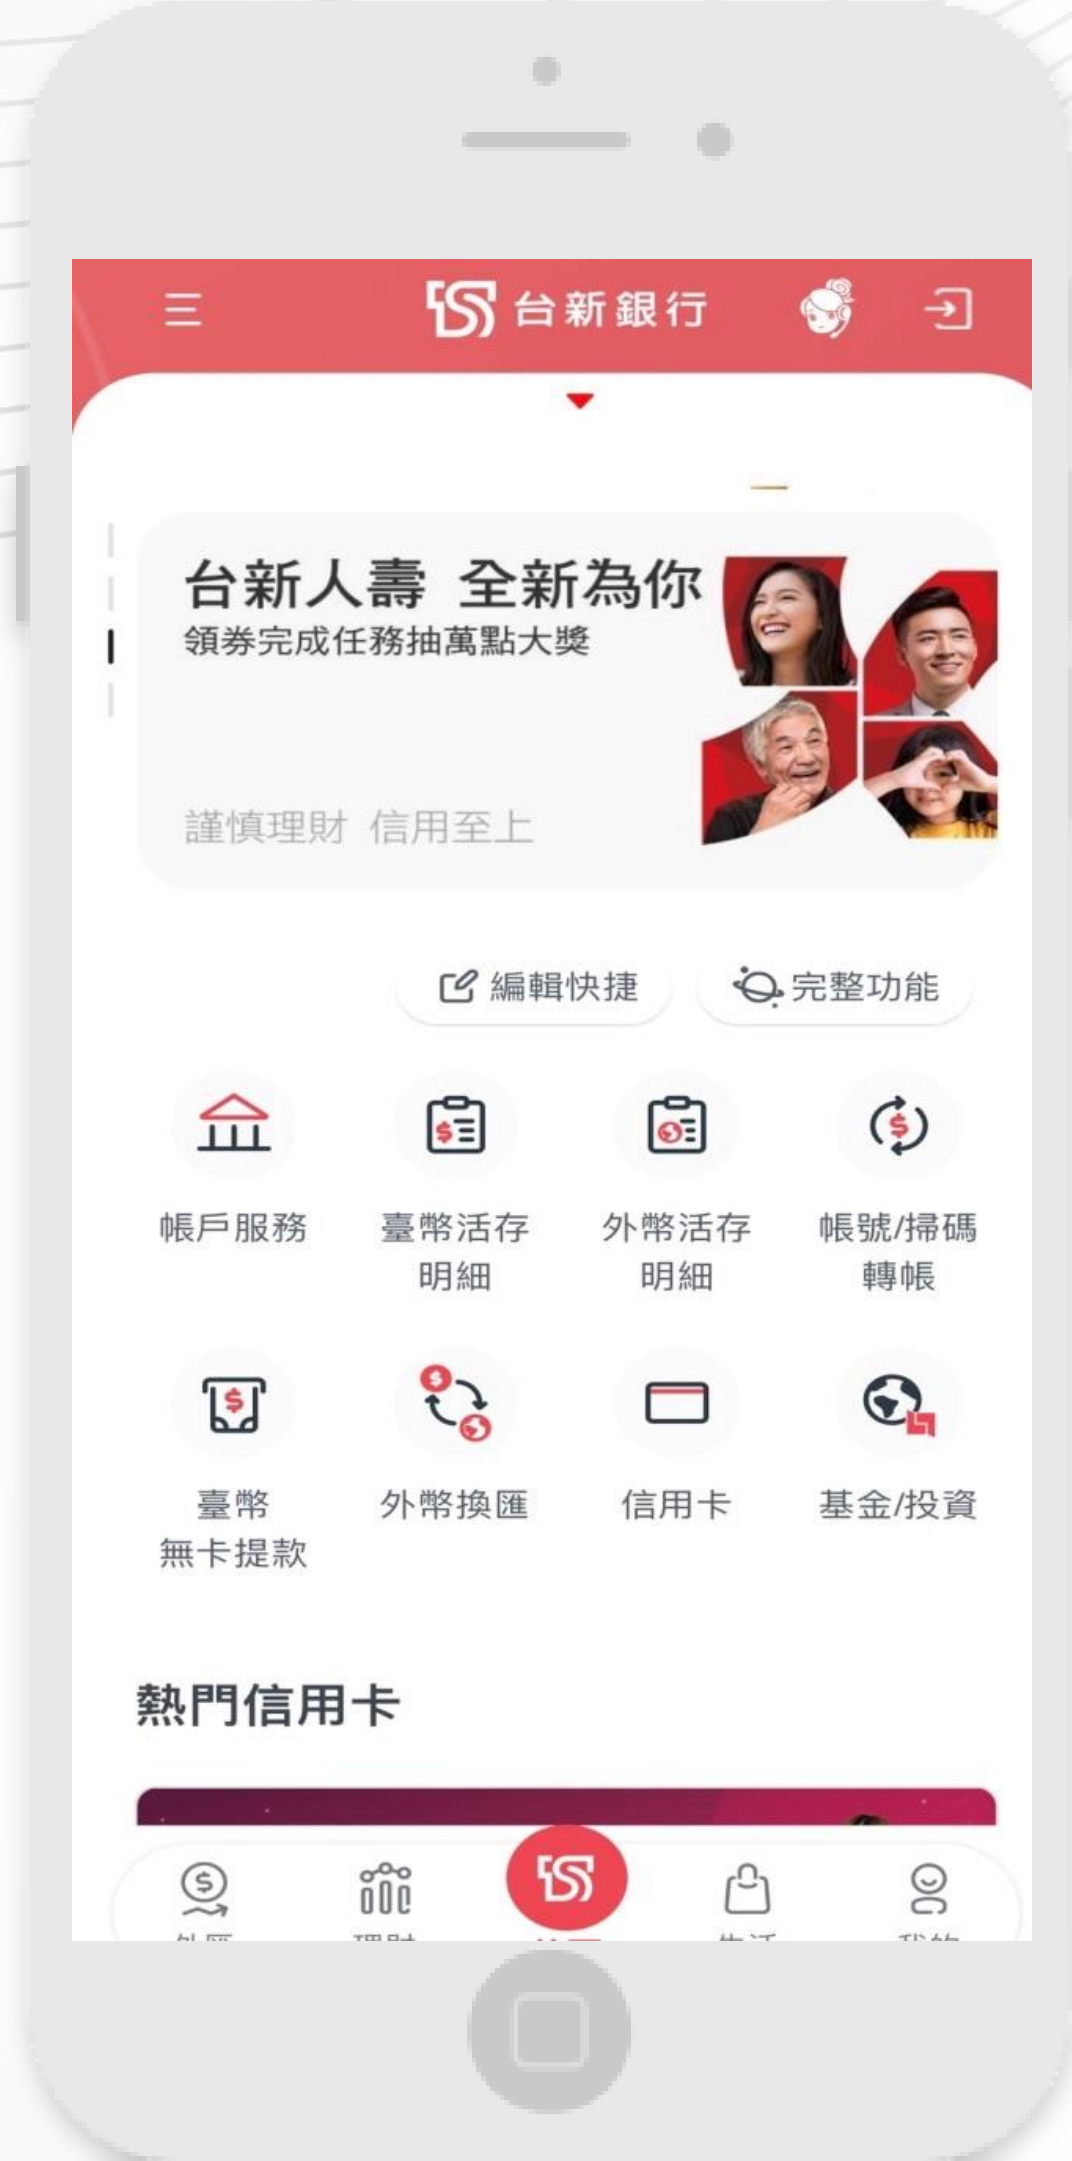 台新銀行
台新人壽 全新為你
領券完成任務抽萬點大獎
謹慎理財 信用至上
編輯快捷
完整功能
帳戶服務
臺幣活存
明細
外幣活存
明細
帳號/掃碼
轉帳
臺幣
無卡提款
外幣換匯
信用卡
基金/投資
熱門信用卡